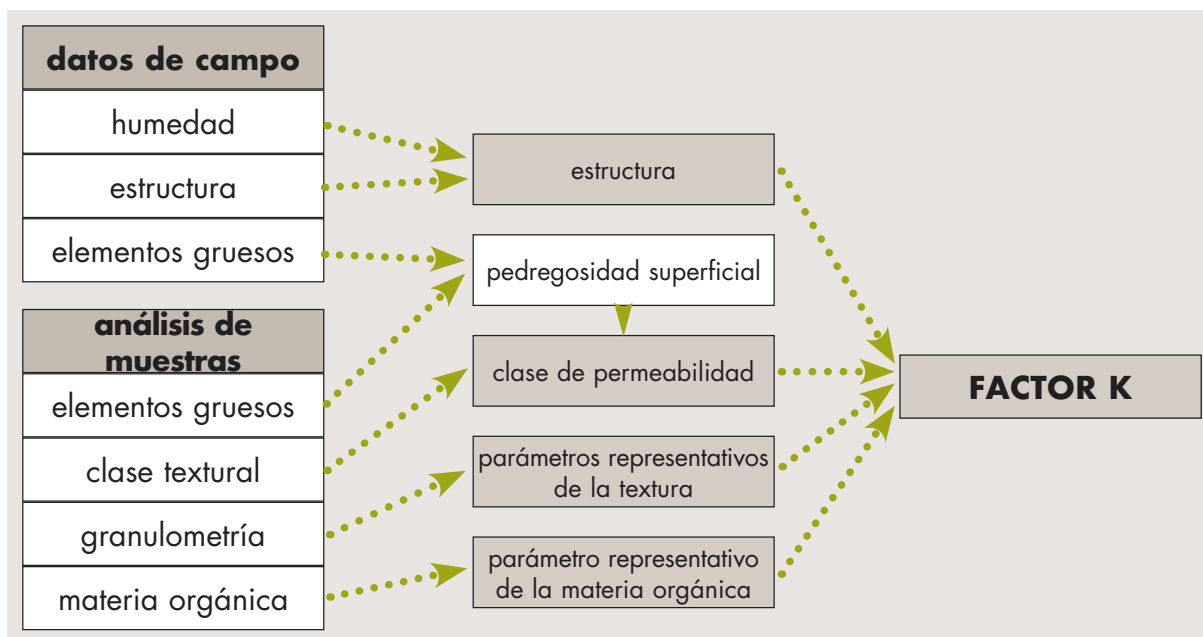 datos de campo
humedad
estructura
elementos gruesos
análisis de
muestras
elementos gruesos
clase textural
granulometría
materia orgánica
estructura
pedregosidad superficial
clase de permeabilidad
parámetros representativos
de la textura
parámetro representativo
de la materia orgánica
FACTOR K